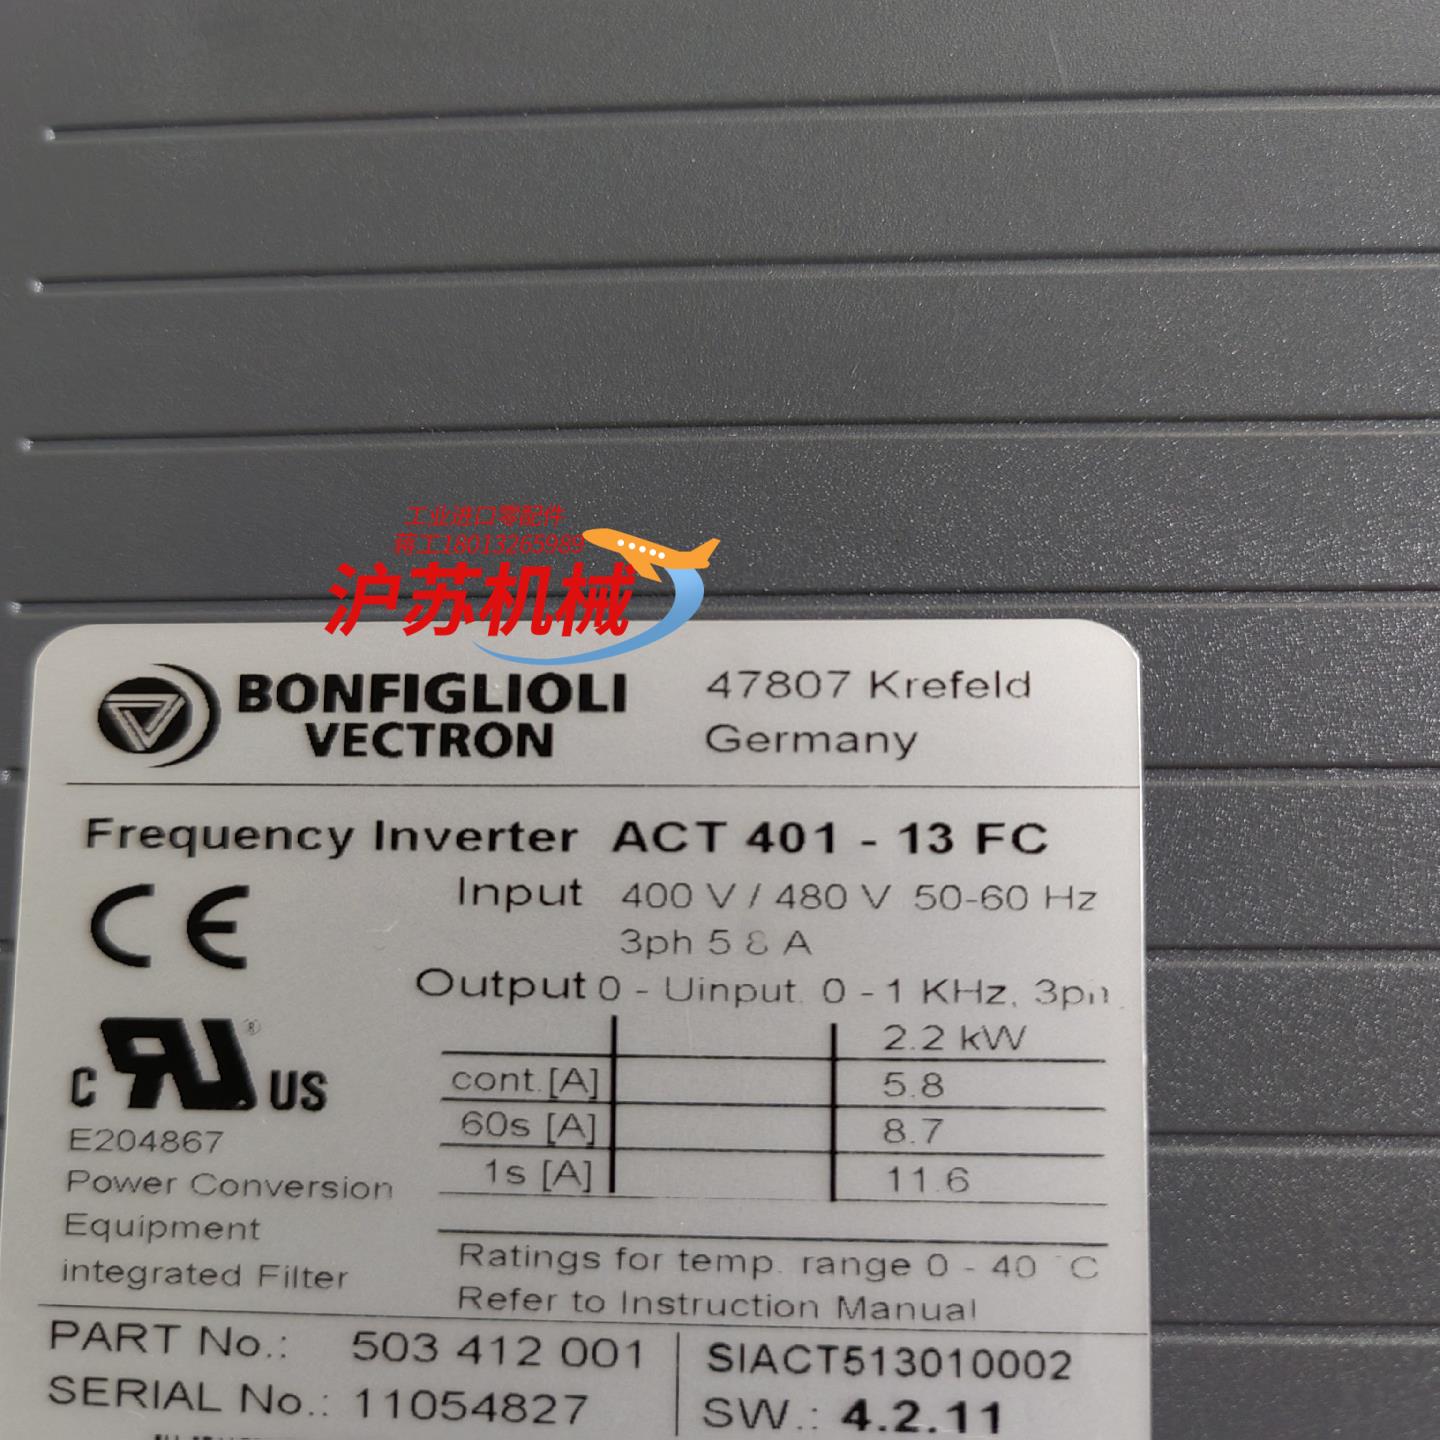 工业进口零配件
蒋工18013265989
沪苏机械
BONFIGLIOLI
VECTRON
47807 Krefeld
Germany
Frequency Inverter ACT 401 - 13 FC
Input 400 V / 480 V 50-60 Hz
3ph 5 8 A
Output 0 - Uinput. 0 - 1 KHz, 3ph.
2.2 kW
cont.[A] 5.8
60s [A] 8.7
1s [A] 11.6
CE
C RU ® US
E204867
Power Conversion
Equipment
integrated Filter
Ratings for temp. range 0 - 40 °C
Refer to Instruction Manual
PART No.: 503 412 001
SIACT513010002
SERIAL No.: 11054827
SW.: 4.2.11